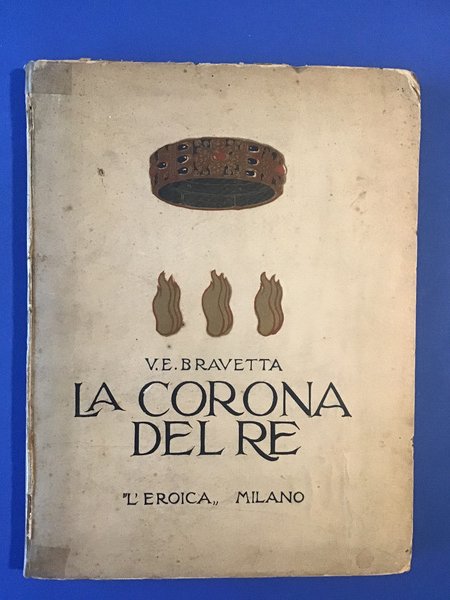 V.E.BRAVETTA
LA CORONA
DEL RE
"L'EROICA„ MILANO